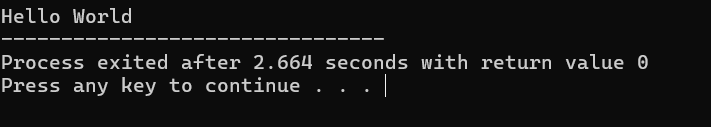 Hello World
--------------------------------
Process exited after 2.664 seconds with return value 0
Press any key to continue . . .